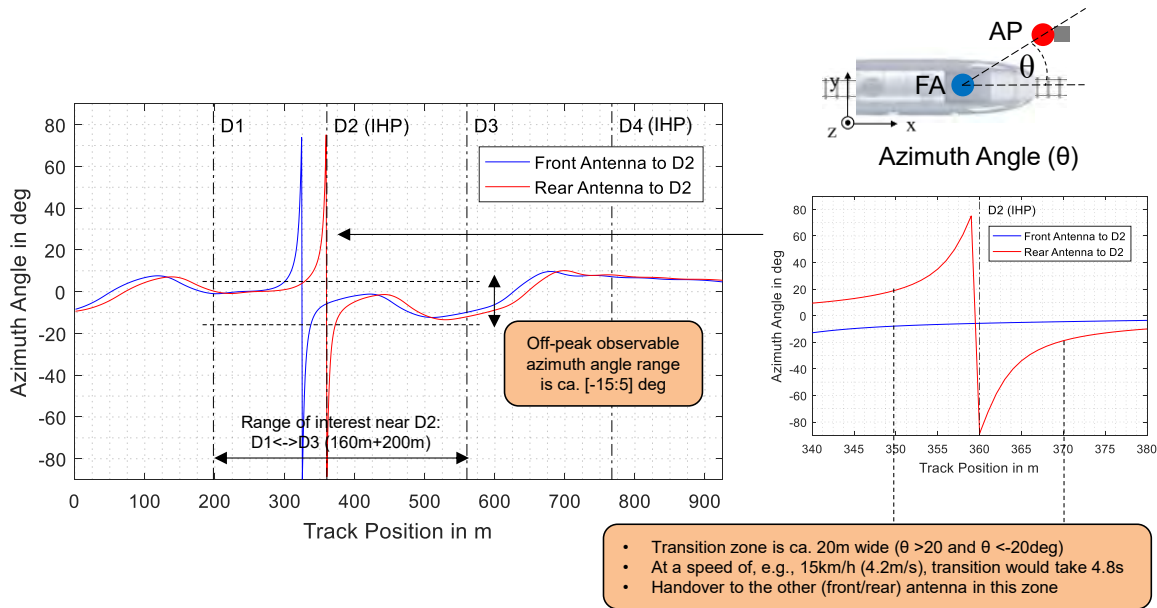 AP
θ
FA
y
z
x
Azimuth Angle (θ)
80
60
40
20
0
-20
-40
-60
-80
Azimuth Angle in deg
D1
D2 (IHP)
D3
D4 (IHP)
Front Antenna to D2
Rear Antenna to D2
Off-peak observable
azimuth angle range
is ca. [-15:5] deg
Range of interest near D2:
D1<->D3 (160m+200m)
0 100 200 300 400 500 600 700 800 900
Track Position in m
80
60
40
20
0
-20
-40
-60
-80
Azimuth Angle in deg
D2 (IHP)
Front Antenna to D2
Rear Antenna to D2
340 345 350 355 360 365 370 375 380
Track Position in m
• Transition zone is ca. 20m wide (θ >20 and θ <-20deg)
• At a speed of, e.g., 15km/h (4.2m/s), transition would take 4.8s
• Handover to the other (front/rear) antenna in this zone